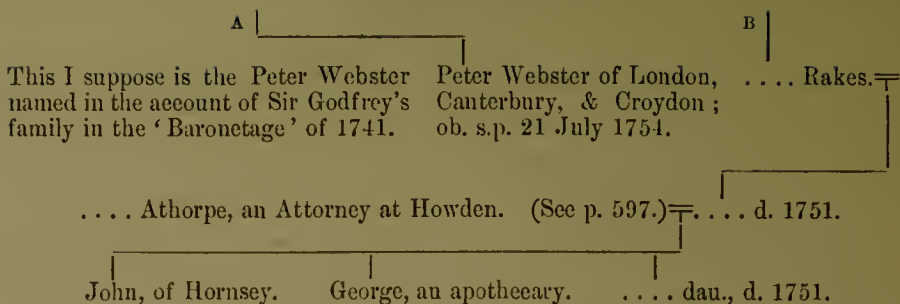 A B
This I suppose is the Peter Webster
named in the account of Sir Godfrey's
family in the ‘Baronetage’ of 1741.
Peter Webster of London,
Canterbury, & Croydon ;
ob. s.p. 21 July 1754.
.... Rakes.
.... Athorpe, an Attorney at Howden. (See p. 597.) .... d. 1751.
John, of Hornsey. George, an apothecary. .... dau., d. 1751.